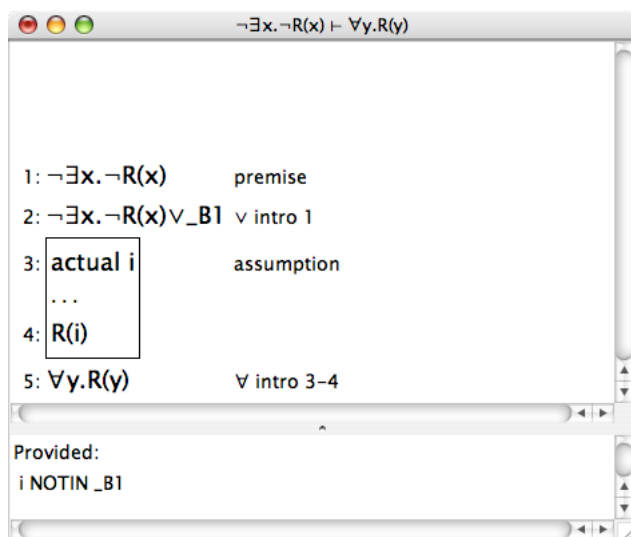 ¬∃x.¬R(x) ⊢ ∀y.R(y)
1: ¬∃x.¬R(x) premise
2: ¬∃x.¬R(x)∨_B1 ∨ intro 1
3: actual i assumption
...
4: R(i)
5: ∀y.R(y) ∀ intro 3-4
Provided:
i NOTIN _B1